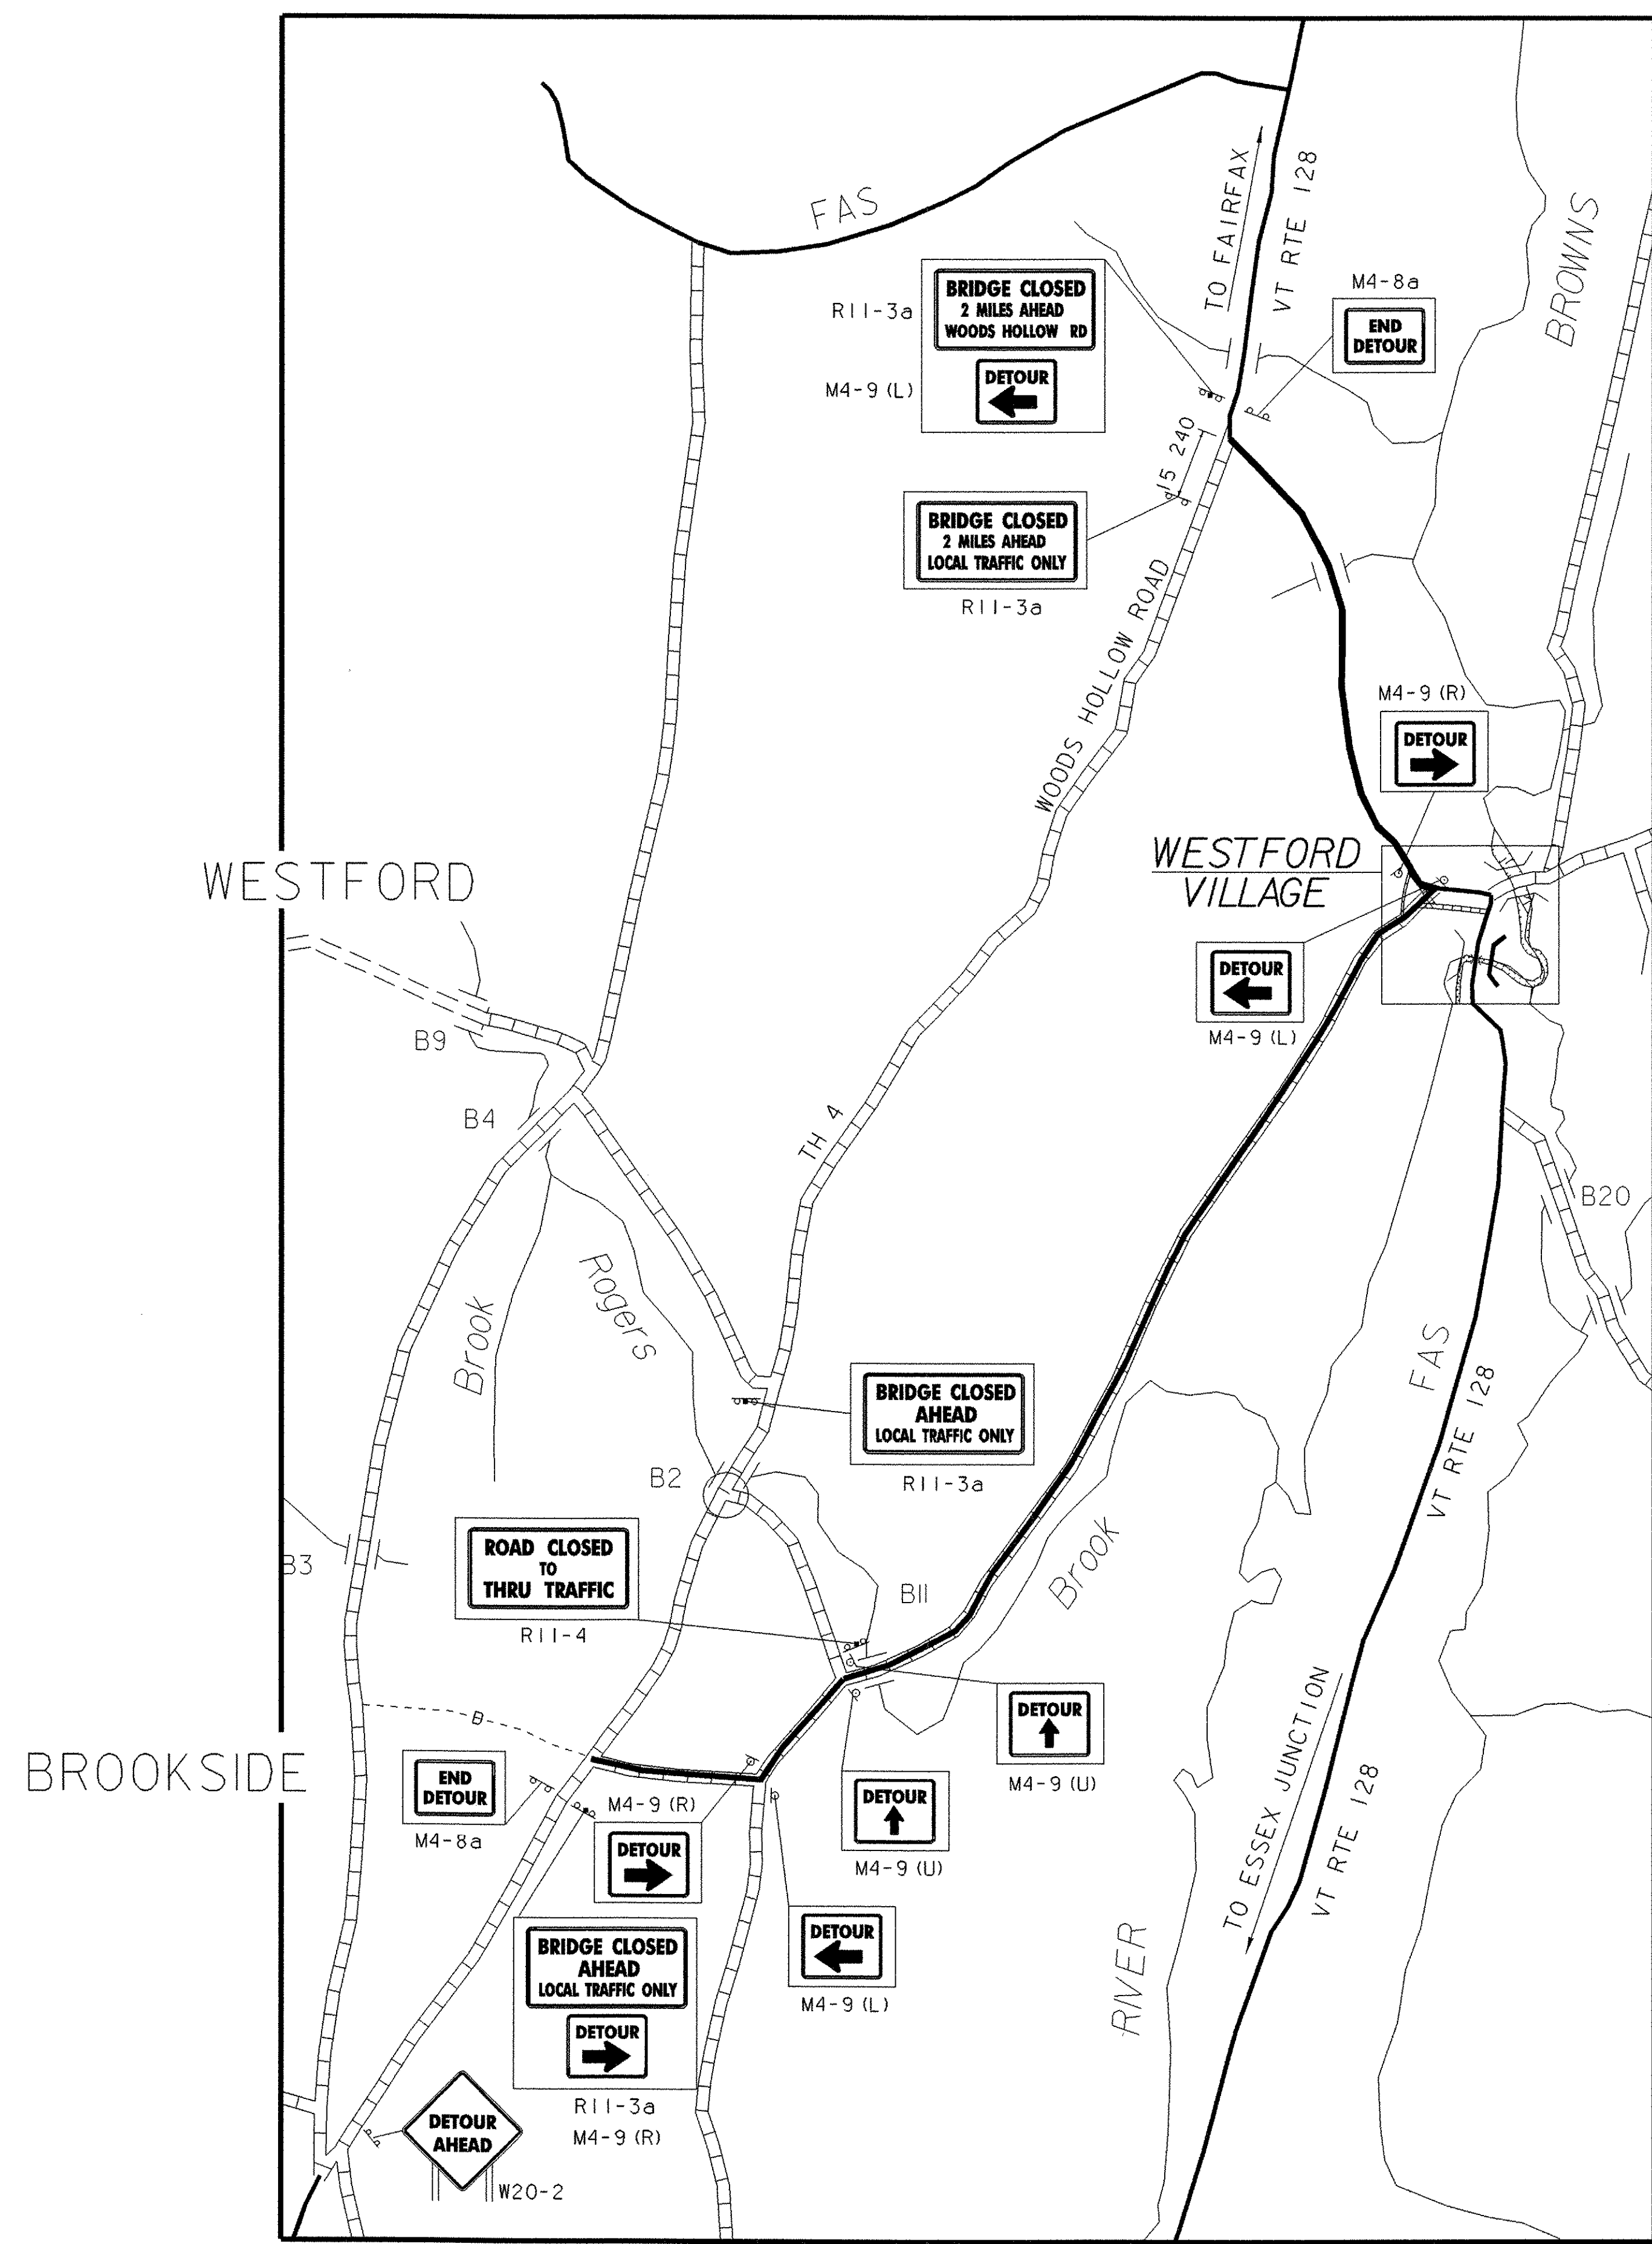 FAS
TO FAIRFAX
VT RTE 128
BROWNS
R11-3a
BRIDGE CLOSED
2 MILES AHEAD
WOODS HOLLOW RD
M4-9 (L)
DETOUR
M4-8a
END
DETOUR
15 240
BRIDGE CLOSED
2 MILES AHEAD
LOCAL TRAFFIC ONLY
R11-3a
WOODS HOLLOW ROAD
M4-9 (R)
DETOUR
WESTFORD
VILLAGE
WESTFORD
DETOUR
M4-9 (L)
B9
B4
TH 4
B20
Rogers
Brook
FAS
VT RTE 128
BRIDGE CLOSED
AHEAD
LOCAL TRAFFIC ONLY
R11-3a
B2
B3
ROAD CLOSED
TO
THRU TRAFFIC
R11-4
B11
Brook
DETOUR
M4-9 (U)
DETOUR
M4-9 (U)
BROOKSIDE
END
DETOUR
M4-8a
M4-9 (R)
DETOUR
TO ESSEX JUNCTION
VT RTE 128
DETOUR
M4-9 (L)
RIVER
BRIDGE CLOSED
AHEAD
LOCAL TRAFFIC ONLY
DETOUR
R11-3a
M4-9 (R)
DETOUR
AHEAD
W20-2